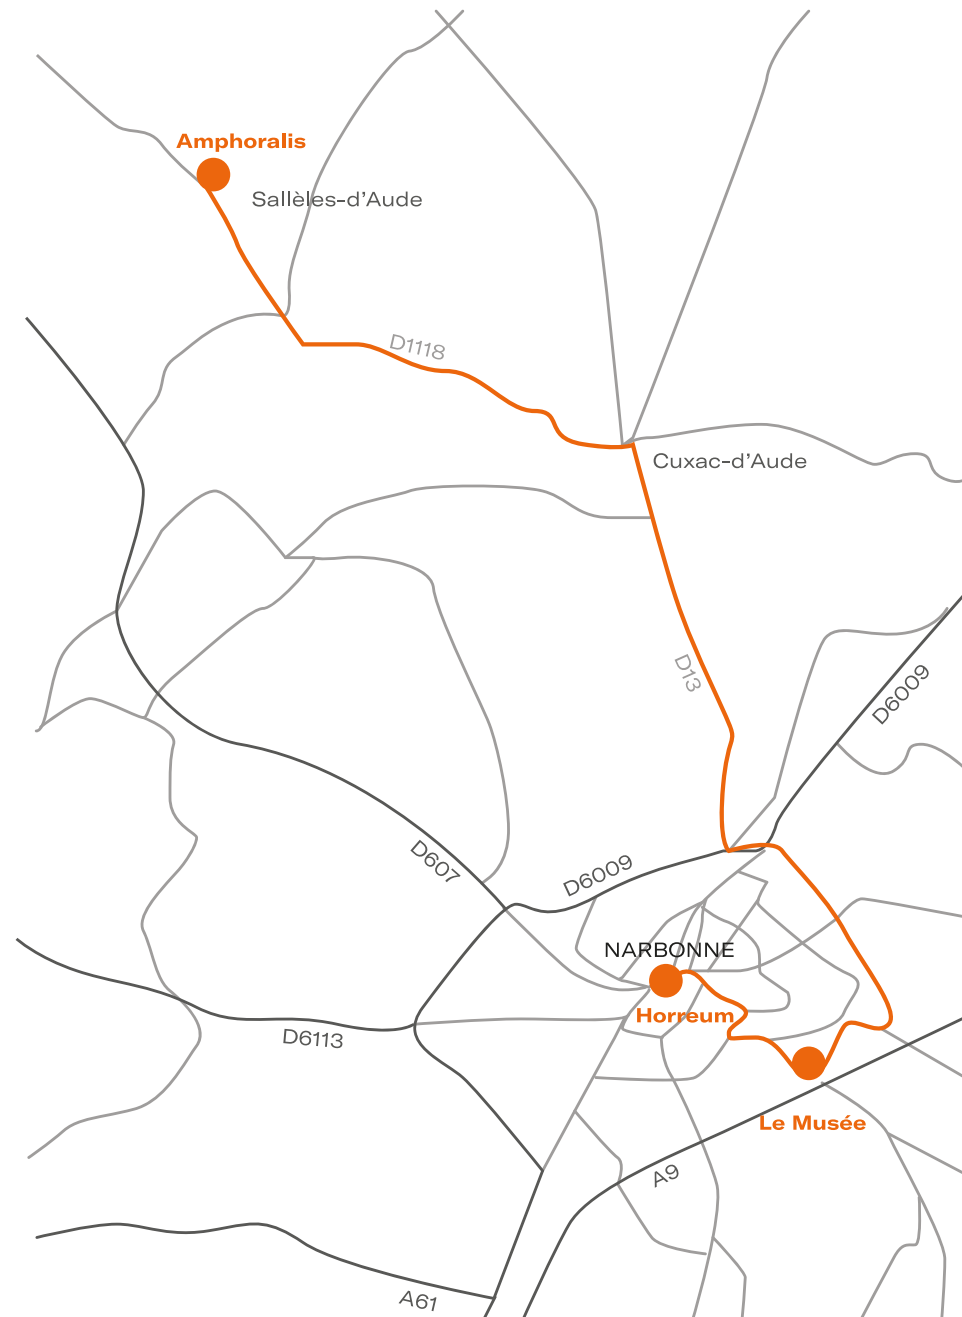 Amphoralis
Sallèles-d'Aude
D1118
Cuxac-d'Aude
D13
D6009
D607
D6009
NARBONNE
Horreum
D6113
Le Musée
A9
A61